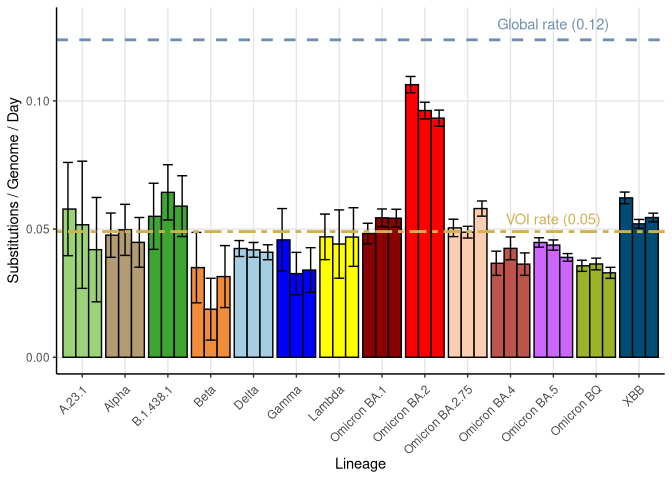 Global rate (0.12)
VOI rate (0.05)
Substitutions / Genome / Day
0.10
0.05
0.00
A.23.1
Alpha
B.1.438.1
Beta
Delta
Gamma
Lambda
Omicron BA.1
Omicron BA.2
Omicron BA.2.75
Omicron BA.4
Omicron BA.5
Omicron BQ
XBB
Lineage